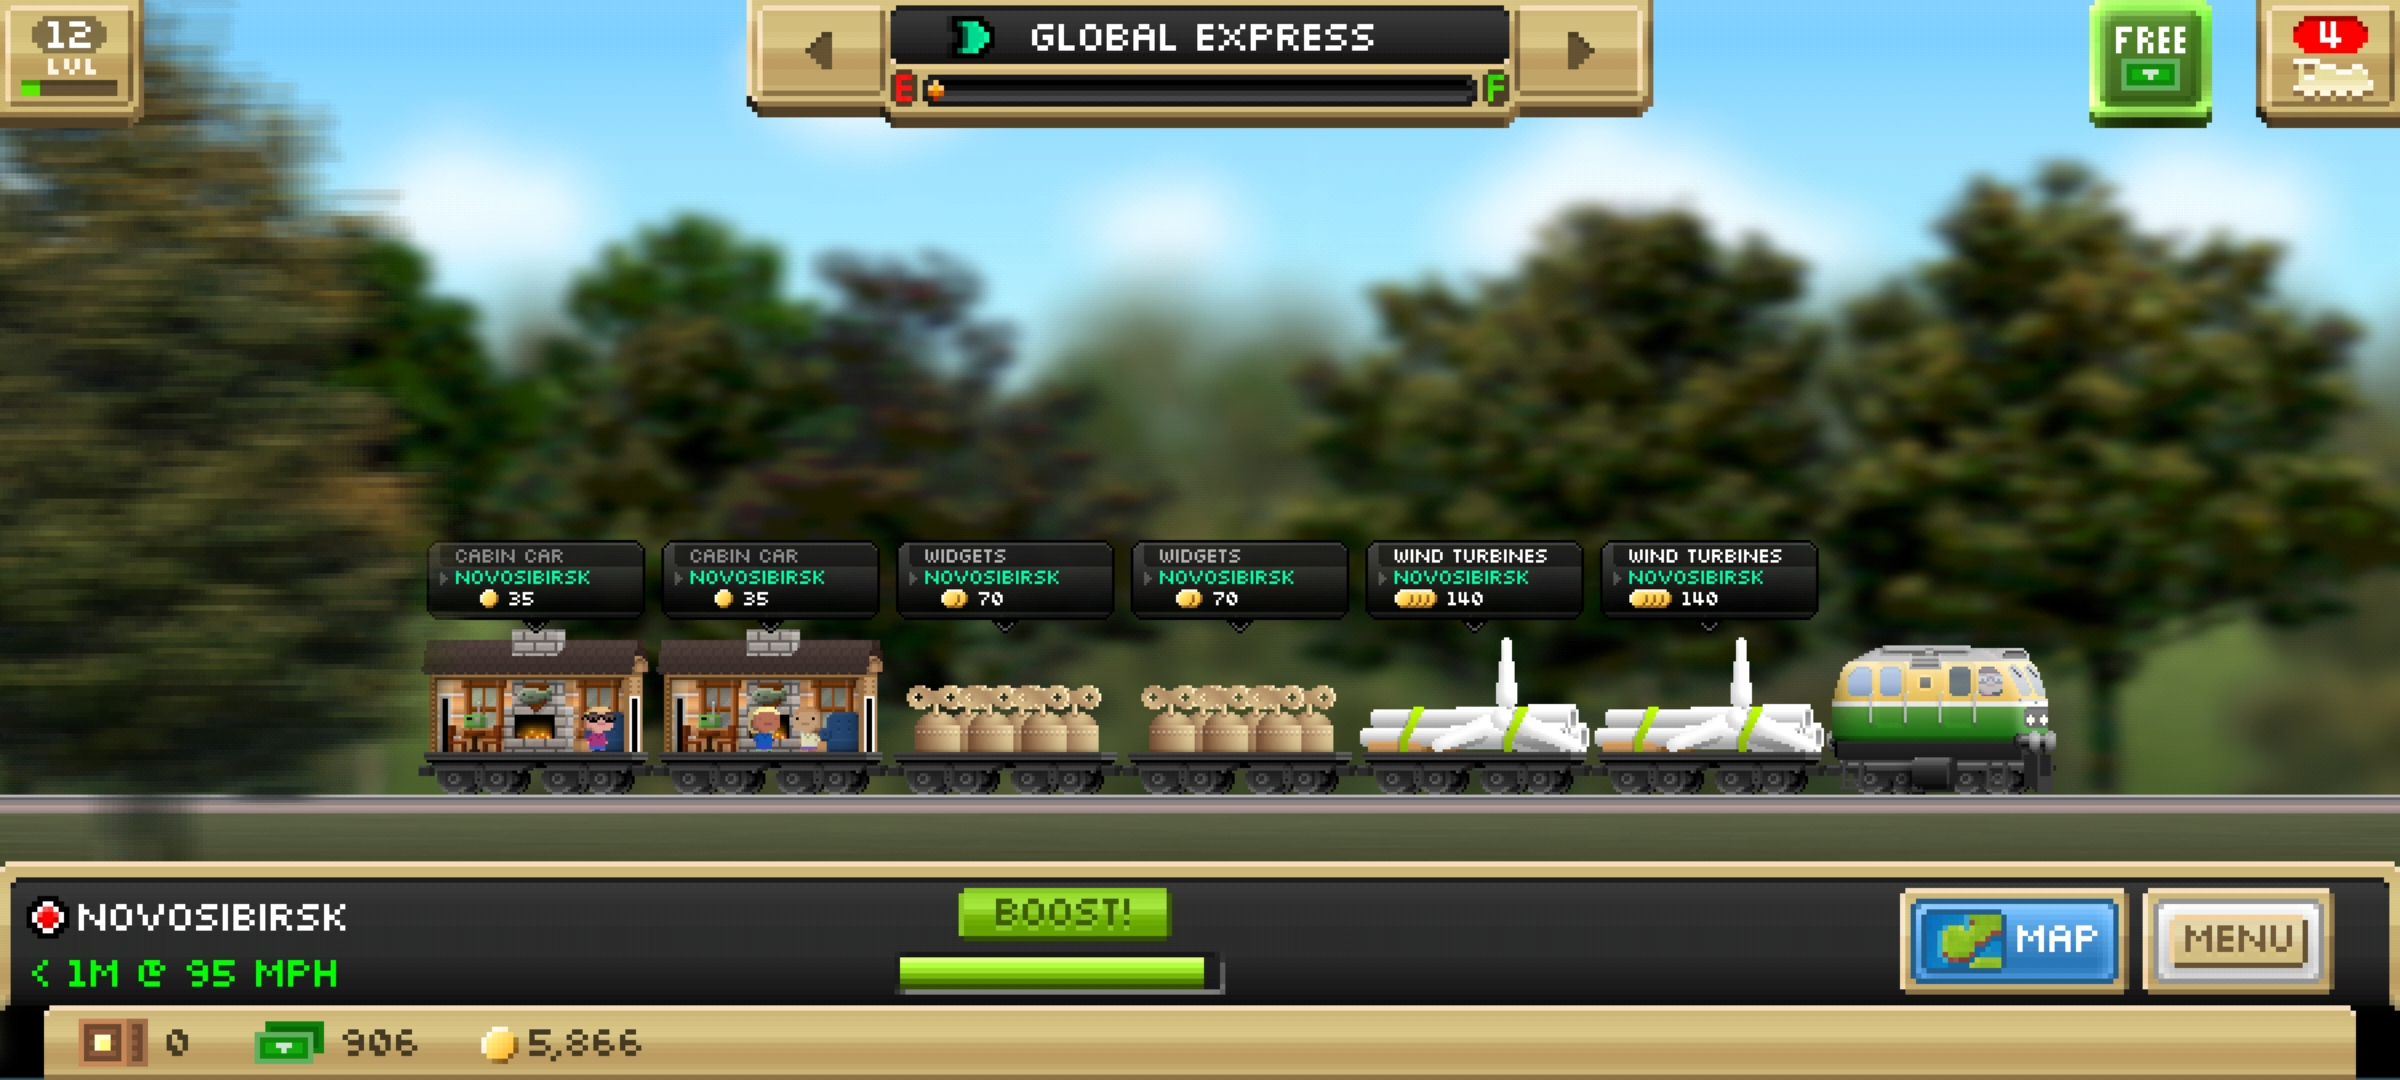 12
LVL
GLOBAL EXPRESS
E
F
FREE
4
CABIN CAR
NOVOSIBIRSK
35
CABIN CAR
NOVOSIBIRSK
35
WIDGETS
NOVOSIBIRSK
70
WIDGETS
NOVOSIBIRSK
70
WIND TURBINES
NOVOSIBIRSK
140
WIND TURBINES
NOVOSIBIRSK
140
NOVOSIBIRSK
< 1M @ 95 MPH
BOOST!
MAP
MENU
0
906
5,866